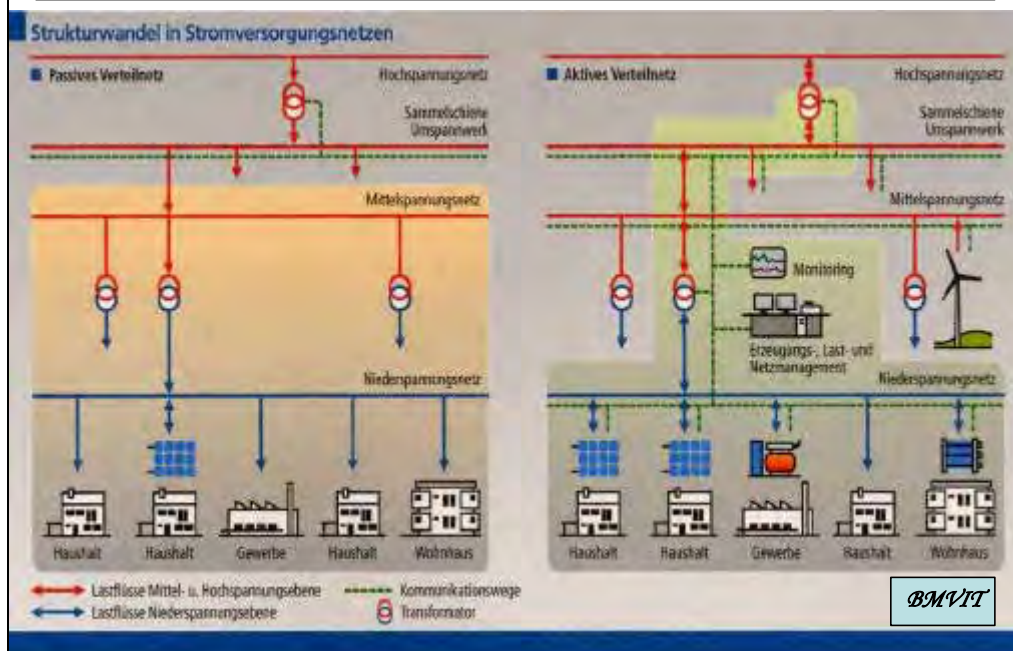 Strukturwandel in Stromversorgungsnetzen
Passives Verteilnetz
Hochspannungsnetz
Sammelschiene
Umspannwerk
Mittelspannungsnetz
Niederspannungsnetz
Haushalt
Haushalt
Gewerbe
Haushalt
Wohnhaus
Aktives Verteilnetz
Hochspannungsnetz
Sammelschiene
Umspannwerk
Mittelspannungsnetz
Monitoring
Erzeugungs-, Last- und
Netzmanagement
Niederspannungsnetz
Haushalt
Haushalt
Gewerbe
Haushalt
Wohnhaus
Lastflüsse Mittel- u. Hochspannungsebene
Kommunikationswege
Lastflüsse Niederspannungsebene
Transformator
BMVIT